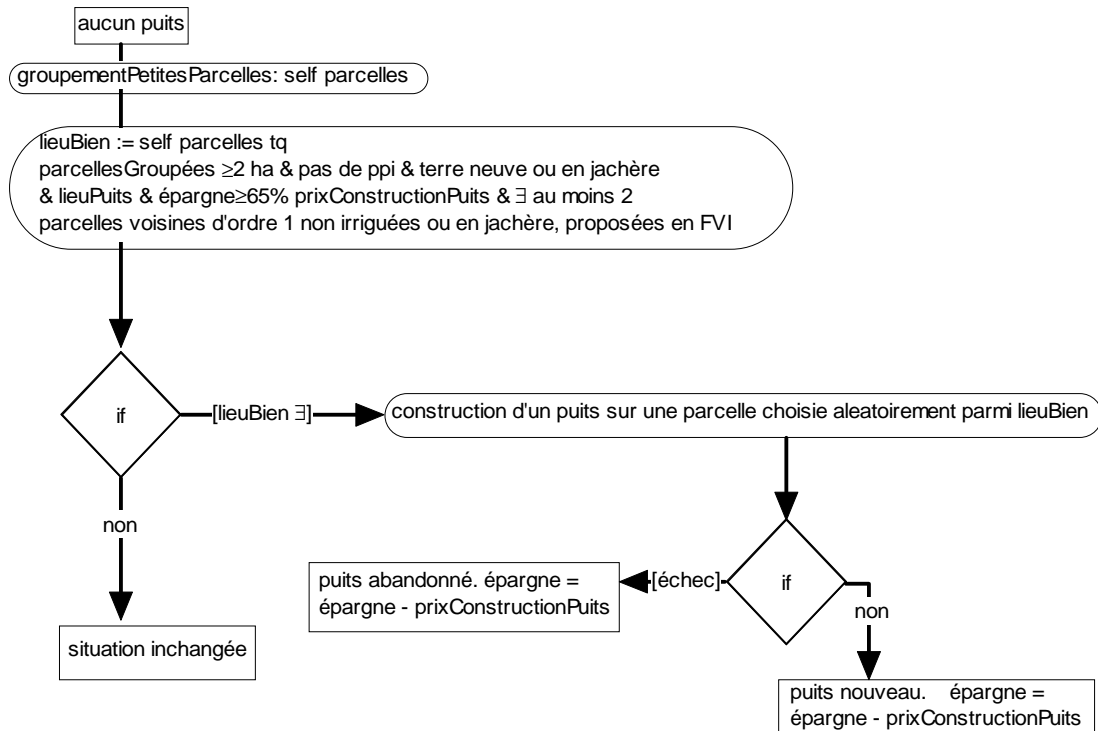 aucun puits
groupementPetitesParcelles: self parcelles
lieuBien := self parcelles tq
parcellesGroupées ≥2 ha & pas de ppi & terre neuve ou en jachère
& lieuPuits & épargne≥65% prixConstructionPuits & ∃ au moins 2
parcelles voisines d'ordre 1 non irriguées ou en jachère, proposées en FVI
if
[lieuBien ∃]
construction d'un puits sur une parcelle choisie aleatoirement parmi lieuBien
non
situation inchangée
if
[échec]
puits abandonné. épargne =
épargne - prixConstructionPuits
non
puits nouveau. épargne =
épargne - prixConstructionPuits